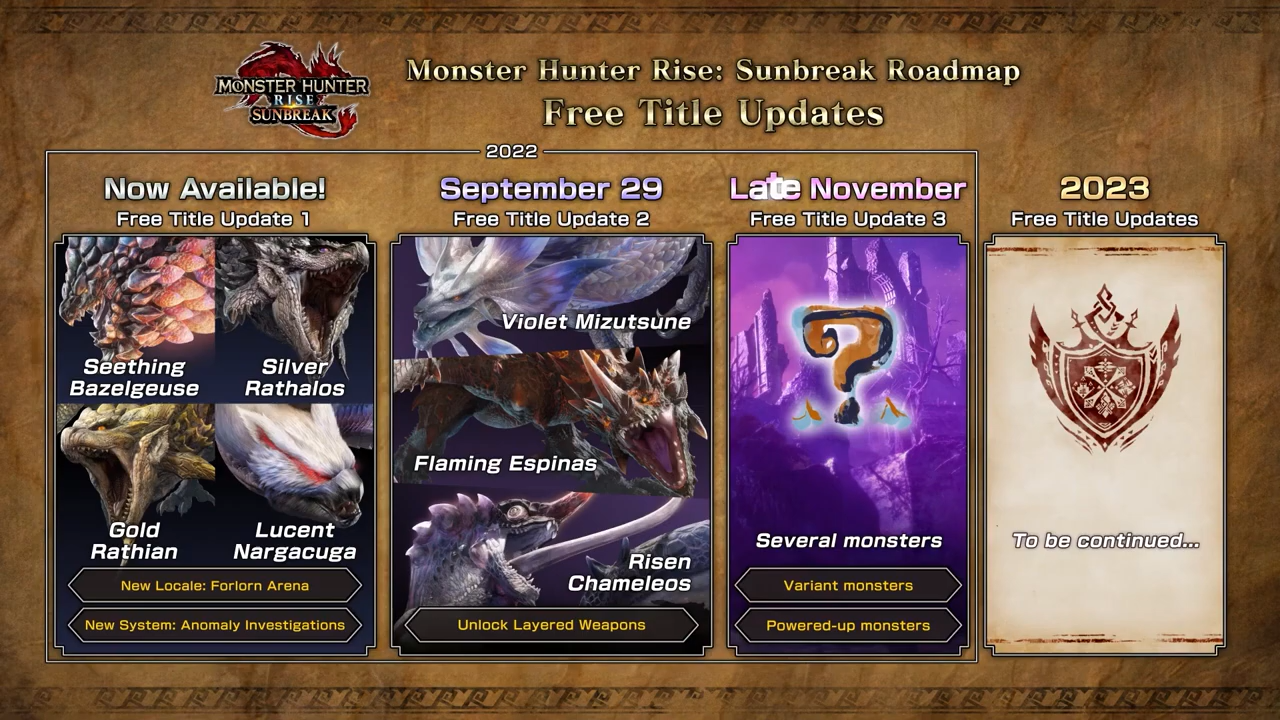 MONSTER HUNTER
RISE
SUNBREAK
Monster Hunter Rise: Sunbreak Roadmap
Free Title Updates
2022
Now Available!
Free Title Update 1
Seething
Bazelgeuse
Silver
Rathalos
Gold
Rathian
Lucent
Nargacuga
New Locale: Forlorn Arena
New System: Anomaly Investigations
September 29
Free Title Update 2
Violet Mizutsune
Flaming Espinas
Risen
Chameleos
Unlock Layered Weapons
Late November
Free Title Update 3
?
Several monsters
Variant monsters
Powered-up monsters
2023
Free Title Updates
To be continued...